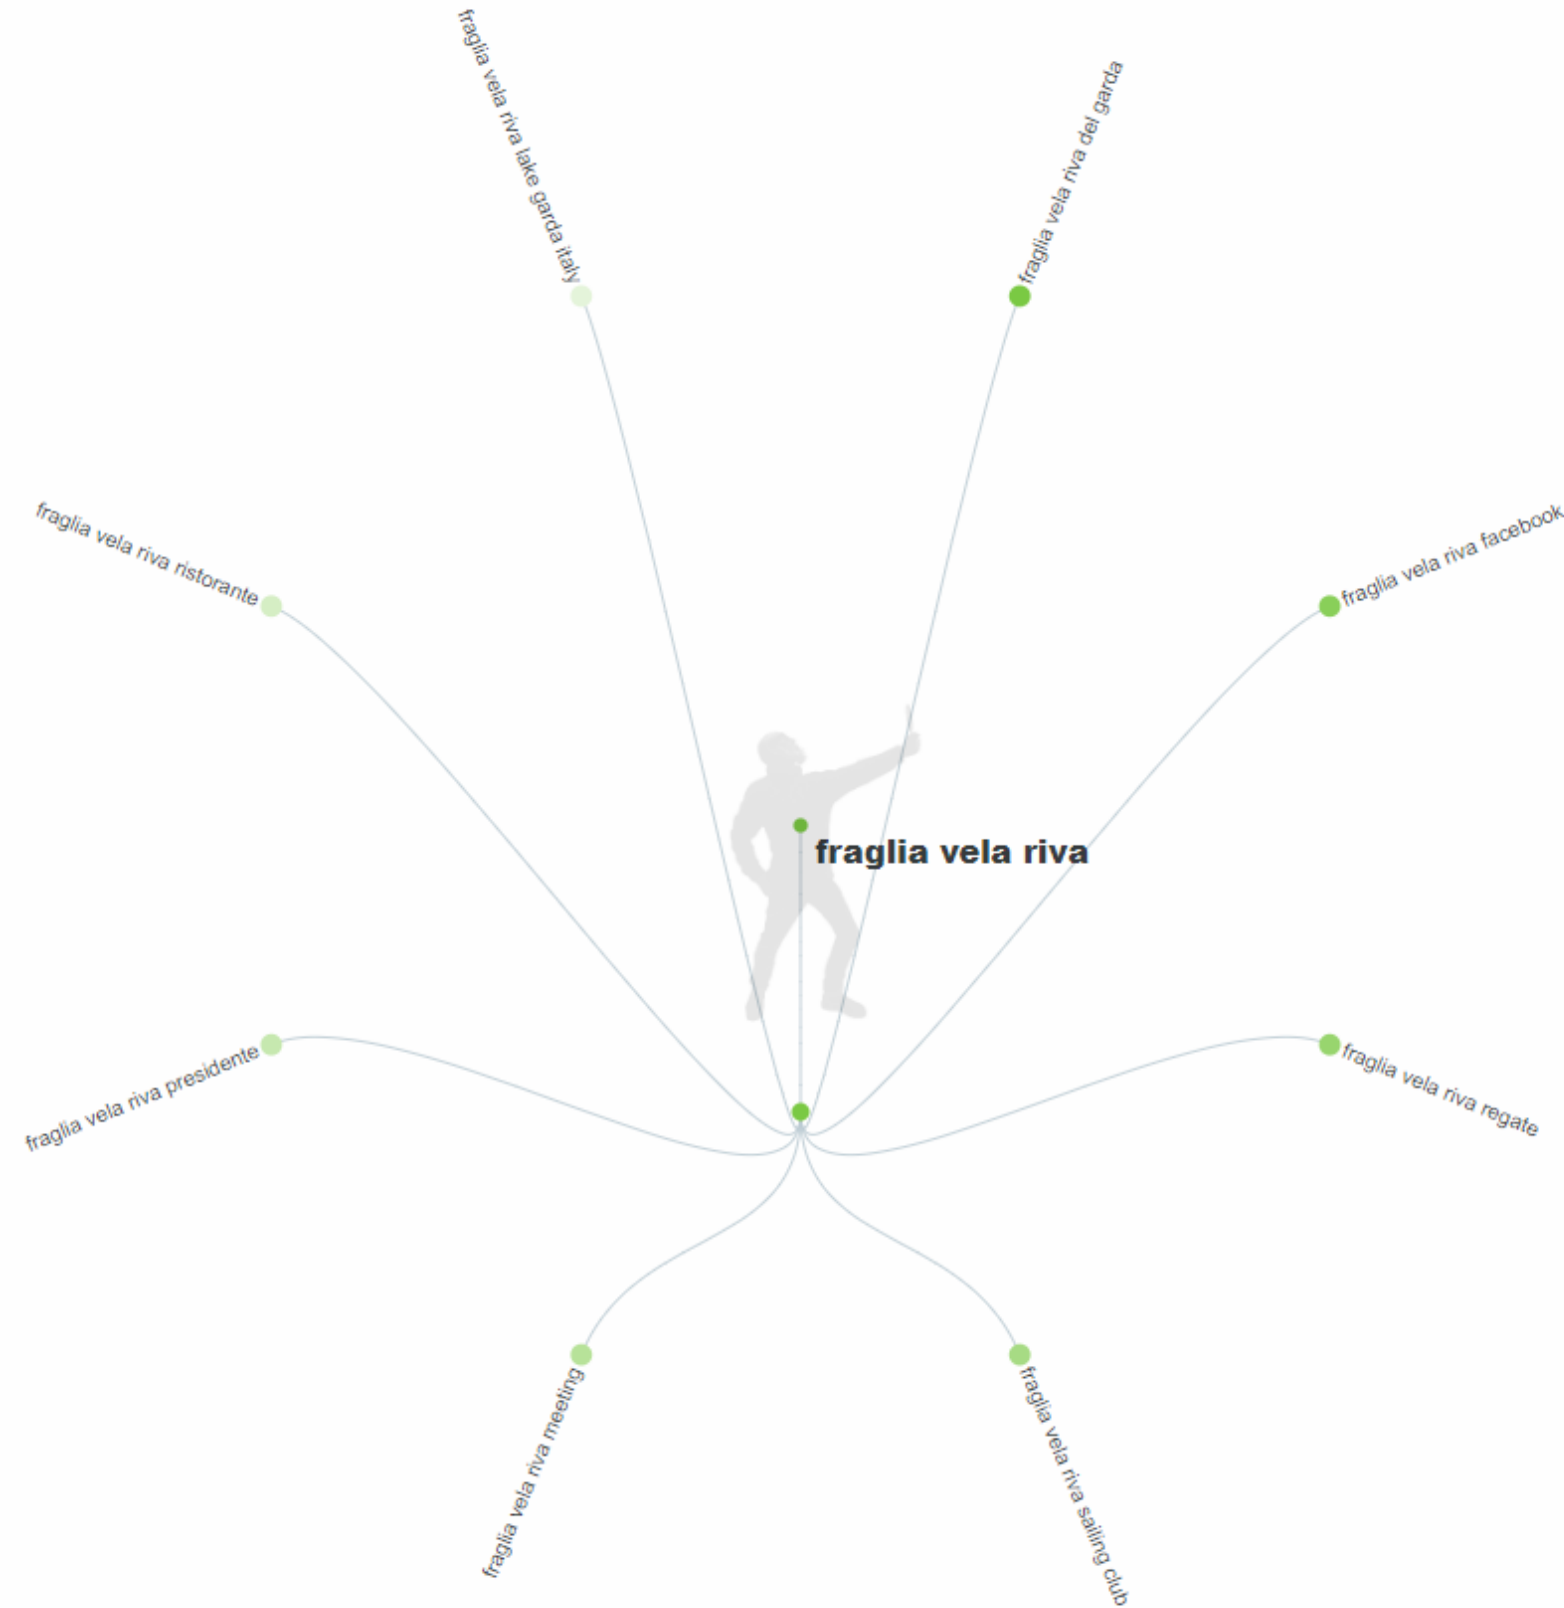 fraglia vela riva lake garda italy
fraglia vela riva del garda
fraglia vela riva ristorante
fraglia vela riva facebook
fraglia vela riva
fraglia vela riva presidente
fraglia vela riva regate
fraglia vela riva meeting
fraglia vela riva sailing club